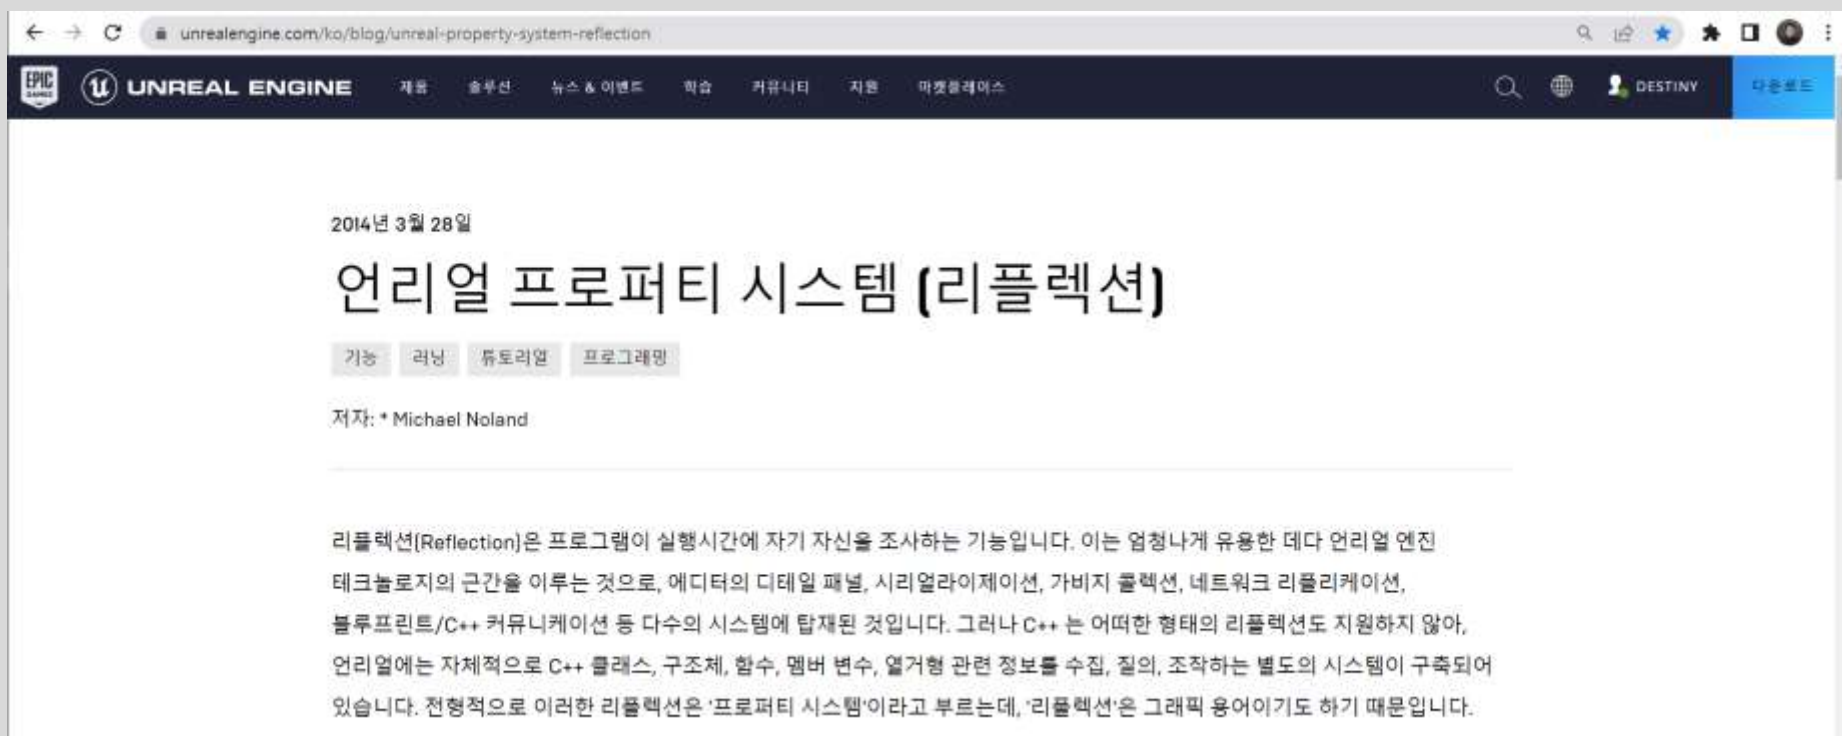 unrealengine.com/ko/blog/unreal-property-system-reflection
EPIC GAMES UNREAL ENGINE 제품 솔루션 뉴스 & 이벤트 학습 커뮤니티 지원 마켓플레이스 DESTINY 다운로드
2014년 3월 28일
언리얼 프로퍼티 시스템 (리플렉션)
기능 러닝 튜토리얼 프로그래밍
저자: * Michael Noland
리플렉션(Reflection)은 프로그램이 실행시간에 자기 자신을 조사하는 기능입니다. 이는 엄청나게 유용한 데다 언리얼 엔진
테크놀로지의 근간을 이루는 것으로, 에디터의 디테일 패널, 시리얼라이제이션, 가비지 콜렉션, 네트워크 리플리케이션,
블루프린트/C++ 커뮤니케이션 등 다수의 시스템에 탑재된 것입니다. 그러나 C++ 는 어떠한 형태의 리플렉션도 지원하지 않아,
언리얼에는 자체적으로 C++ 클래스, 구조체, 함수, 멤버 변수, 열거형 관련 정보를 수집, 질의, 조작하는 별도의 시스템이 구축되어
있습니다. 전형적으로 이러한 리플렉션은 '프로퍼티 시스템'이라고 부르는데, '리플렉션'은 그래픽 용어이기도 하기 때문입니다.